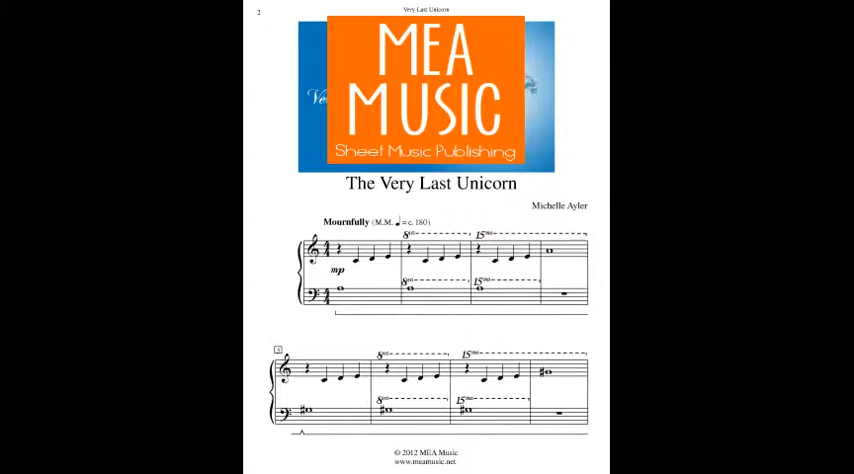 Very Last Unicorn
2
MEA
MUSIC
Sheet Music Publishing
The Very Last Unicorn
Michelle Ayler
Mournfully (M.M. ♩= c. 180)
8va 15ma
mp
8va 15ma
8va 15ma
8va 15ma
© 2012 MEA Music
www.meamusic.net